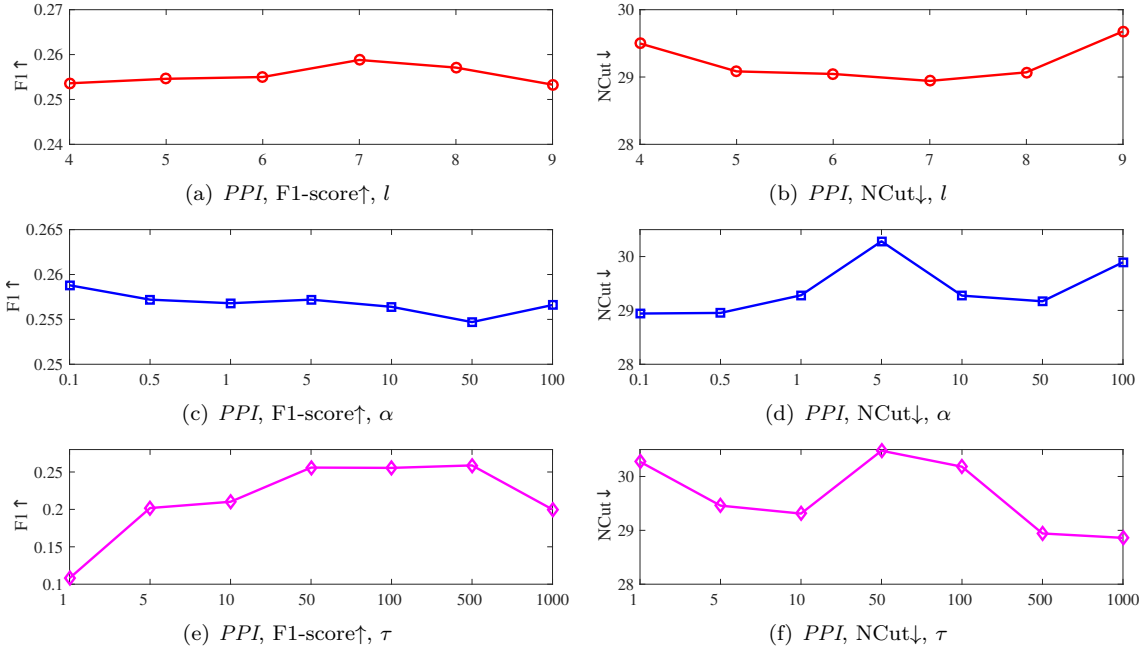 0.27
0.26
0.25
0.24
F1↑
4 5 6 7 8 9
(a) PPI, F1-score↑, l
30
29
28
NCut↓
4 5 6 7 8 9
(b) PPI, NCut↓, l
0.265
0.26
0.255
0.25
F1↑
0.1 0.5 1 5 10 50 100
(c) PPI, F1-score↑, α
30
29
28
NCut↓
0.1 0.5 1 5 10 50 100
(d) PPI, NCut↓, α
0.25
0.2
0.15
0.1
F1↑
1 5 10 50 100 500 1000
(e) PPI, F1-score↑, τ
30
29
28
NCut↓
1 5 10 50 100 500 1000
(f) PPI, NCut↓, τ